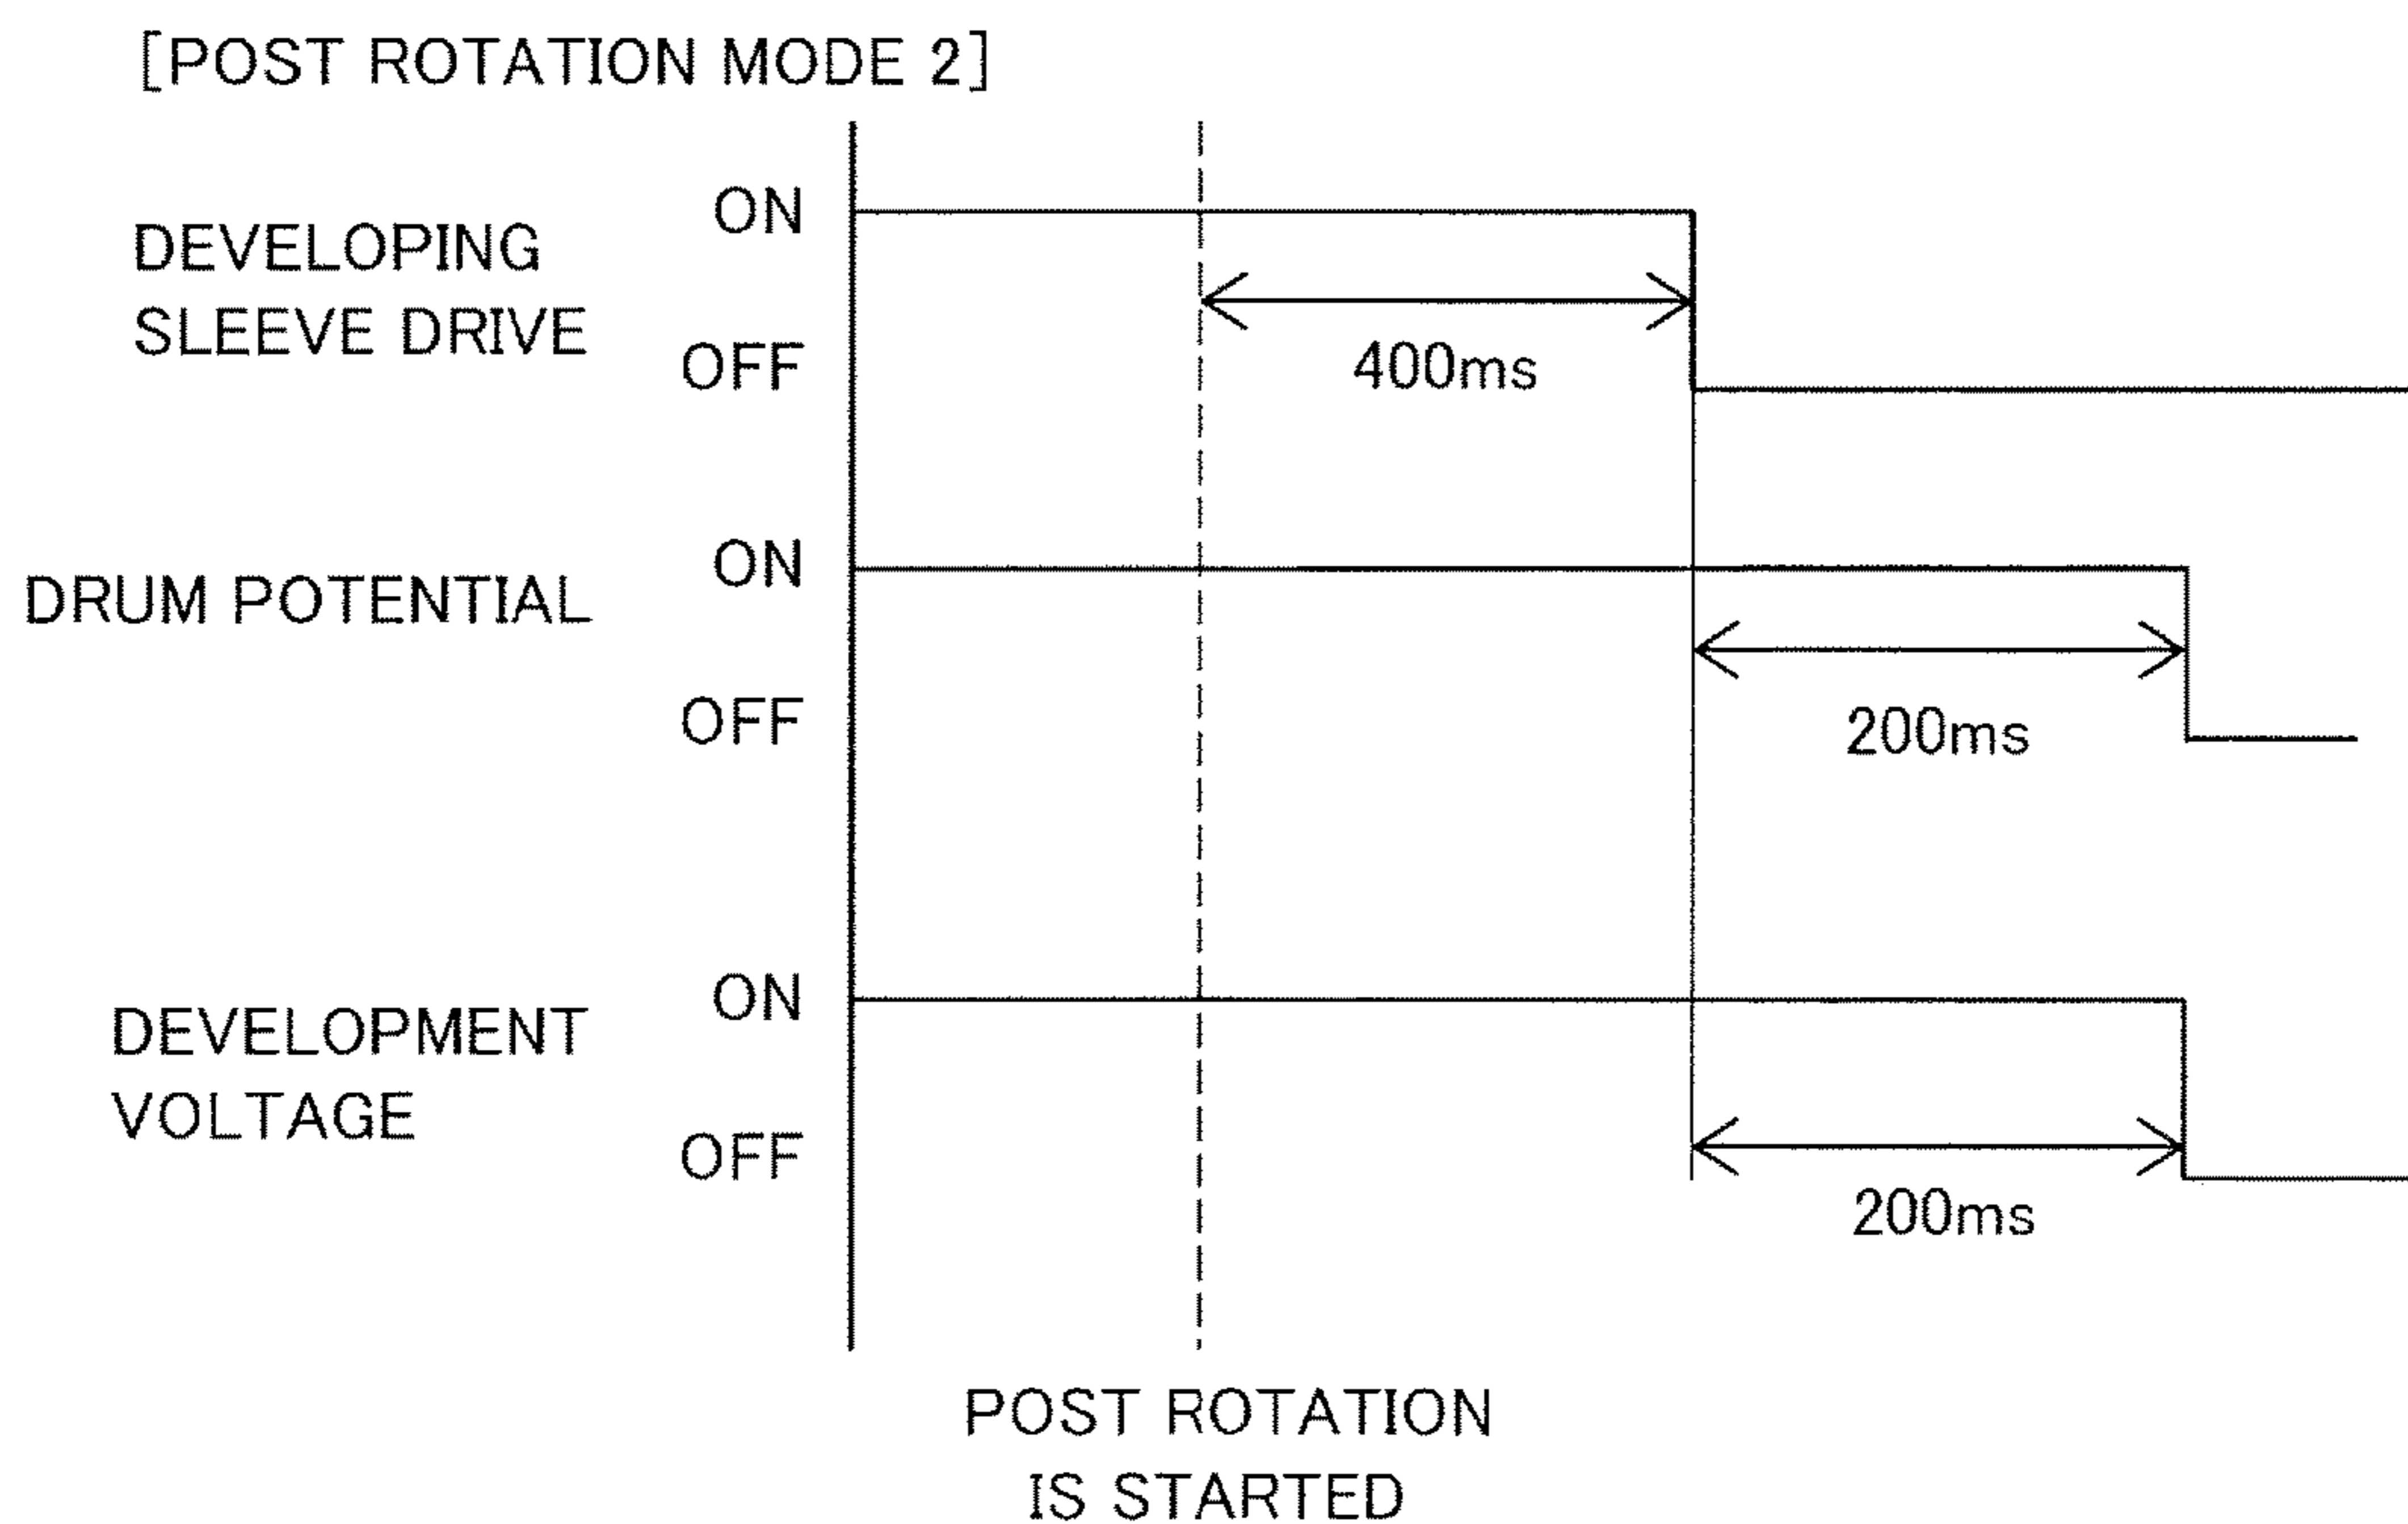 [POST ROTATION MODE 2]
ON
DEVELOPING
SLEEVE DRIVE
OFF
400ms
ON
DRUM POTENTIAL
OFF
200ms
ON
DEVELOPMENT
VOLTAGE
OFF
200ms
POST ROTATION
IS STARTED